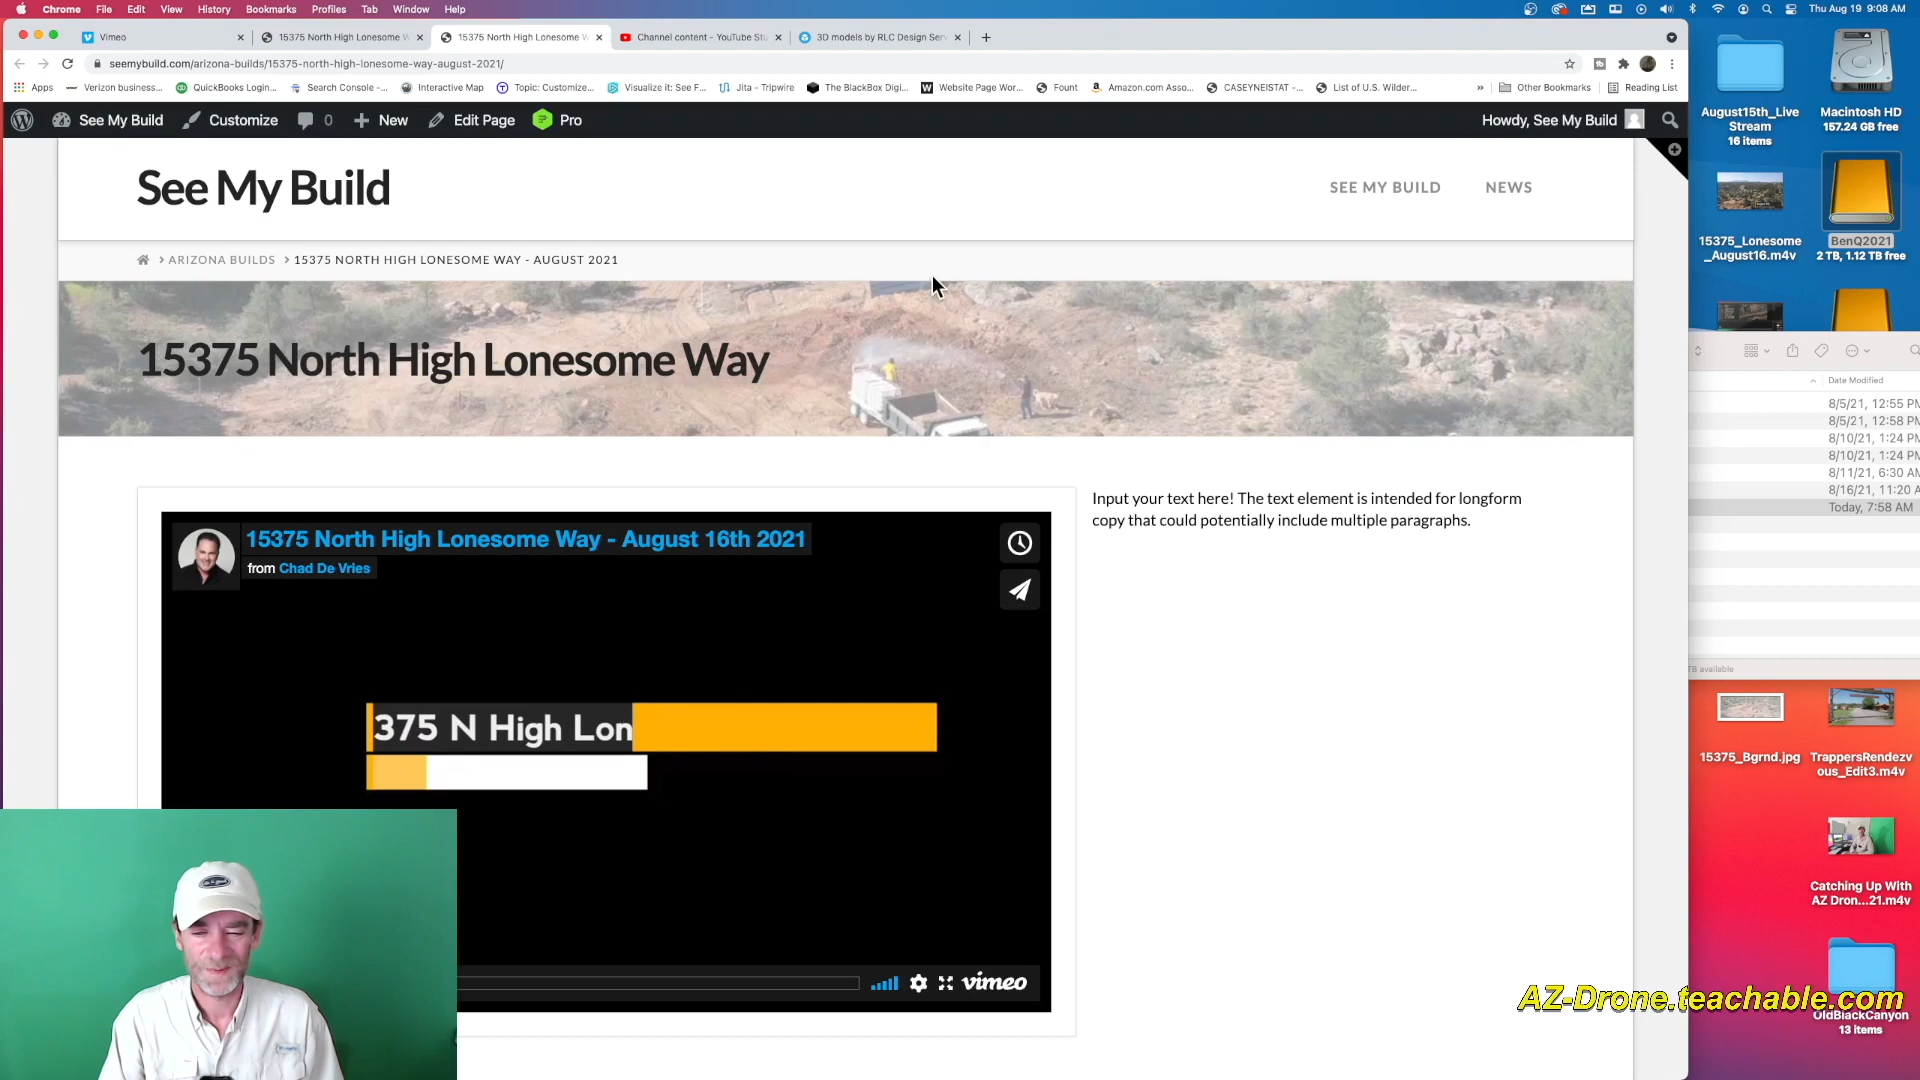 Chrome File Edit View History Bookmarks Profiles Tab Window Help
Thu Aug 19 9:08 AM
Vimeo
15375 North High Lonesome W
15375 North High Lonesome W
Channel content - YouTube Stu
3D models by RLC Design Serv
seemybuild.com/arizona-builds/15375-north-high-lonesome-way-august-2021/
Apps Verizon business... QuickBooks Login... Search Console -... Interactive Map Topic: Customize... Visualize it: See F... Jita - Tripwire The BlackBox Digi... Website Page Wor... Fount Amazon.com Asso... CASEYNEISTAT -... List of U.S. Wilder... » Other Bookmarks Reading List
See My Build Customize 0 New Edit Page Pro
Howdy, See My Build
See My Build
SEE MY BUILD NEWS
ARIZONA BUILDS 15375 NORTH HIGH LONESOME WAY - AUGUST 2021
15375 North High Lonesome Way
15375 North High Lonesome Way - August 16th 2021
from Chad De Vries
375 N High Lon
vimeo
Input your text here! The text element is intended for longform
copy that could potentially include multiple paragraphs.
August15th_Live
Stream
16 items
Macintosh HD
157.24 GB free
15375_Lonesome
_August16.m4v
BenQ2021
2 TB, 1.12 TB free
Date Modified
8/5/21, 12:55 PM
8/5/21, 12:58 PM
8/10/21, 1:24 PM
8/10/21, 1:24 PM
8/11/21, 6:30 AM
8/16/21, 11:20 A
Today, 7:58 AM
TB available
15375_Bgrnd.jpg
TrappersRendezv
ous_Edit3.m4v
Catching Up With
AZ Dron...21.m4v
AZ-Drone.teachable.com
OldBlackCanyon
13 items